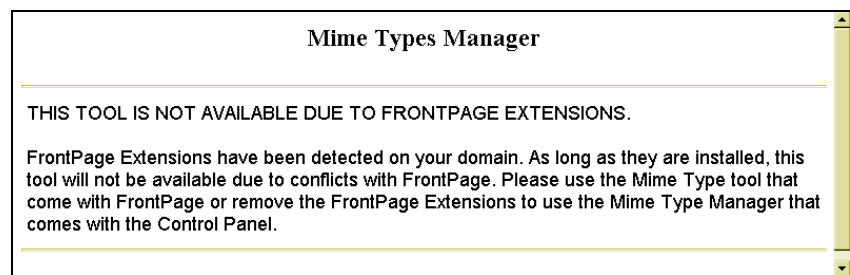 Mime Types Manager
THIS TOOL IS NOT AVAILABLE DUE TO FRONTPAGE EXTENSIONS.
FrontPage Extensions have been detected on your domain. As long as they are installed, this
tool will not be available due to conflicts with FrontPage. Please use the Mime Type tool that
come with FrontPage or remove the FrontPage Extensions to use the Mime Type Manager that
comes with the Control Panel.